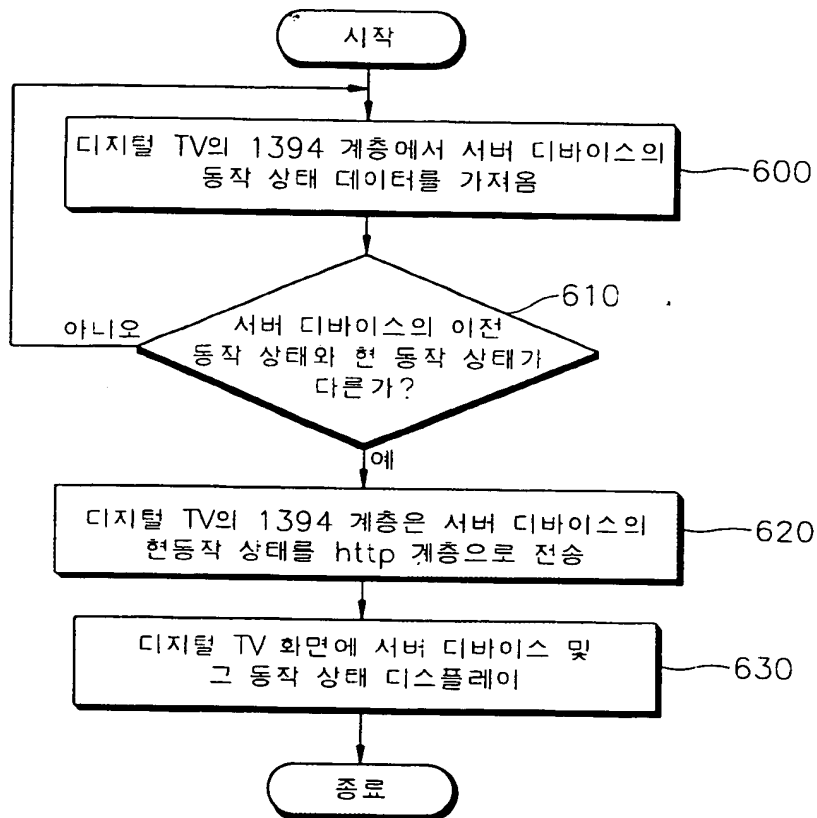 시작
디지털 TV의 1394 계층에서 서버 디바이스의
동작 상태 데이터를 가져옴
600
610
서버 디바이스의 이전
동작 상태와 현 동작 상태가
다른가?
아니오
예
디지털 TV의 1394 계층은 서버 디바이스의
현동작 상태를 http 계층으로 전송
620
디지털 TV 화면에 서버 디바이스 및
그 동작 상태 디스플레이
630
종료